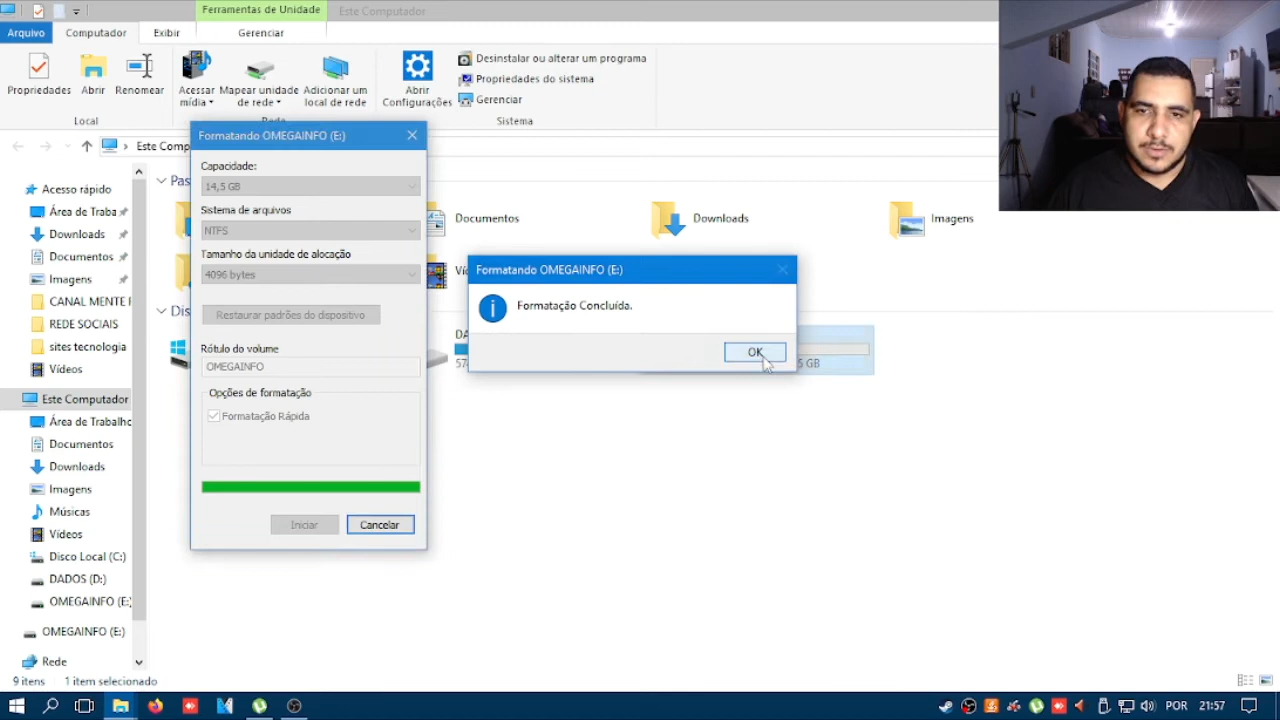 Ferramentas de Unidade
Este Computador
Arquivo
Computador
Exibir
Gerenciar
Propriedades
Abrir
Renomear
Acessar mídia
Mapear unidade de rede
Adicionar um local de rede
Abrir Configurações
Desinstalar ou alterar um programa
Propriedades do sistema
Gerenciar
Local
Sistema
Este Comp
Acesso rápido
Área de Traba
Downloads
Documentos
Imagens
CANAL MENTE
REDE SOCIAIS
sites tecnologia
Vídeos
Este Computador
Área de Trabalho
Documentos
Downloads
Imagens
Músicas
Vídeos
Disco Local (C:)
DADOS (D:)
OMEGAINFO (E:
OMEGAINFO (E:)
Rede
Pas
Dis
Documentos
Downloads
Imagens
Ví
DA
57
5 GB
Formatando OMEGAINFO (E:)
Capacidade:
14,5 GB
Sistema de arquivos
NTFS
Tamanho da unidade de alocação
4096 bytes
Restaurar padrões do dispositivo
Rótulo do volume
OMEGAINFO
Opções de formatação
Formatação Rápida
Iniciar
Cancelar
Formatando OMEGAINFO (E:)
Formatação Concluída.
OK
9 itens
1 item selecionado
POR
21:57